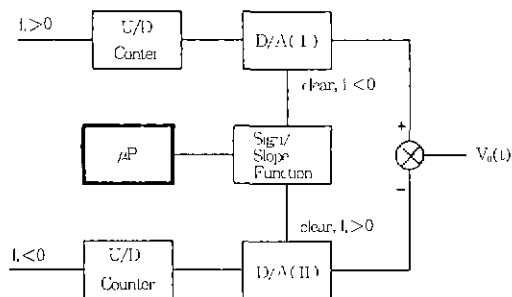 I,>0
U/D
Conter
D/A(I)
clear, I<0
μP
Sign/
Slope
Function
+
−
V₀(t)
clear, I,>0
I,<0
U/D
Counter
D/A(II)